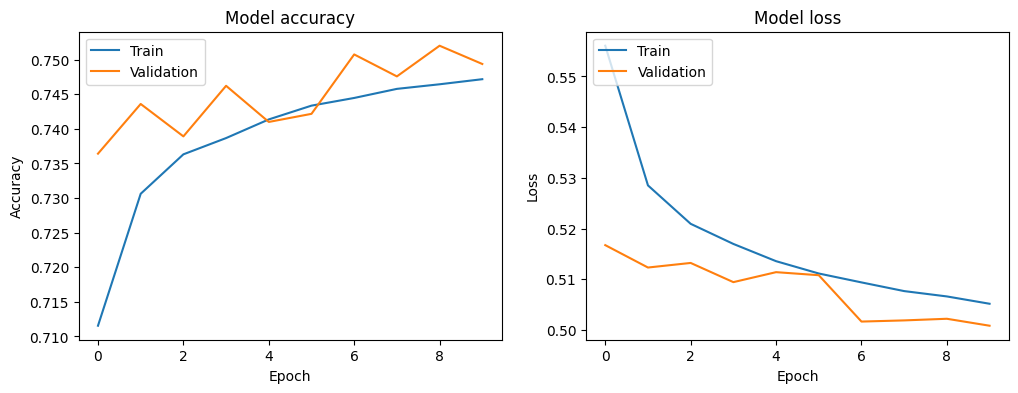 Model accuracy
Train
Validation
0.750
0.745
0.740
0.735
0.730
0.725
0.720
0.715
0.710
Accuracy
0 2 4 6 8
Epoch
Model loss
Train
Validation
0.55
0.54
0.53
0.52
0.51
0.50
Loss
0 2 4 6 8
Epoch